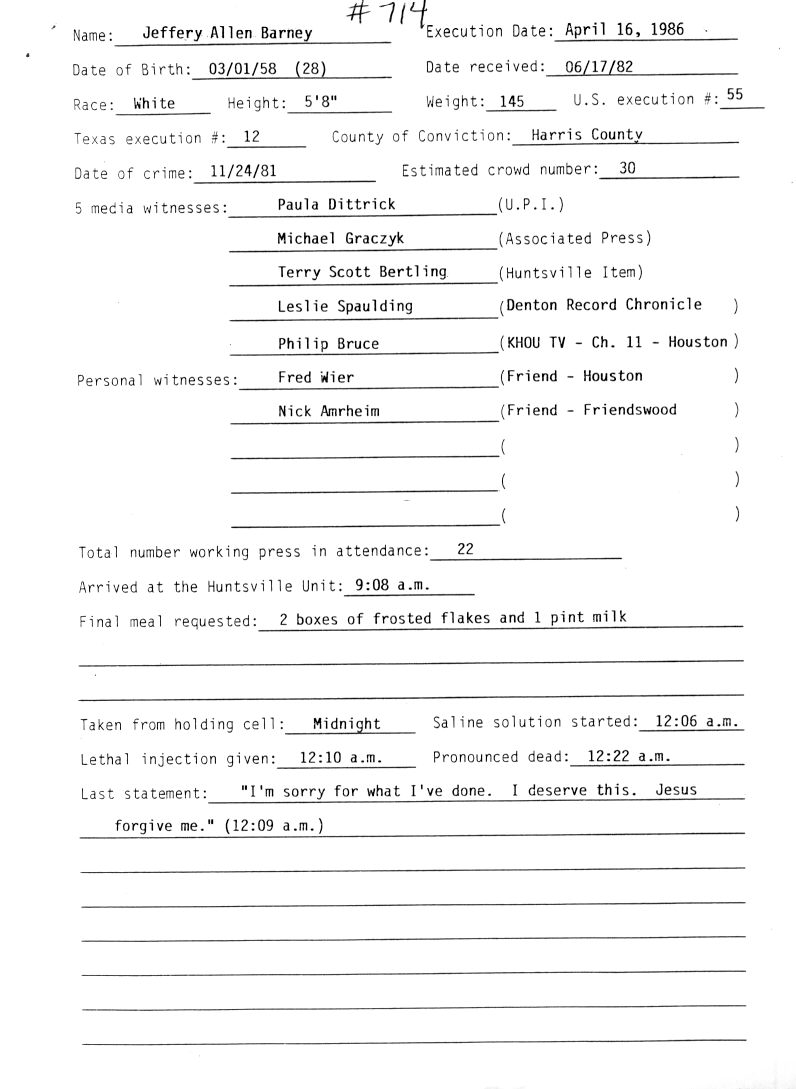 # 714
Name: Jeffery Allen Barney Execution Date: April 16, 1986
Date of Birth: 03/01/58 (28) Date received: 06/17/82
Race: White Height: 5'8" Weight: 145 U.S. execution #: 55
Texas execution #: 12 County of Conviction: Harris County
Date of crime: 11/24/81 Estimated crowd number: 30
5 media witnesses: Paula Dittrick (U.P.I.)
Michael Graczyk (Associated Press)
Terry Scott Bertling (Huntsville Item)
Leslie Spaulding (Denton Record Chronicle )
Philip Bruce (KHOU TV - Ch. 11 - Houston )
Personal witnesses: Fred Wier (Friend - Houston )
Nick Amrheim (Friend - Friendswood )
( )
( )
( )
Total number working press in attendance: 22
Arrived at the Huntsville Unit: 9:08 a.m.
Final meal requested: 2 boxes of frosted flakes and 1 pint milk
Taken from holding cell: Midnight Saline solution started: 12:06 a.m.
Lethal injection given: 12:10 a.m. Pronounced dead: 12:22 a.m.
Last statement: "I'm sorry for what I've done. I deserve this. Jesus
forgive me." (12:09 a.m.)